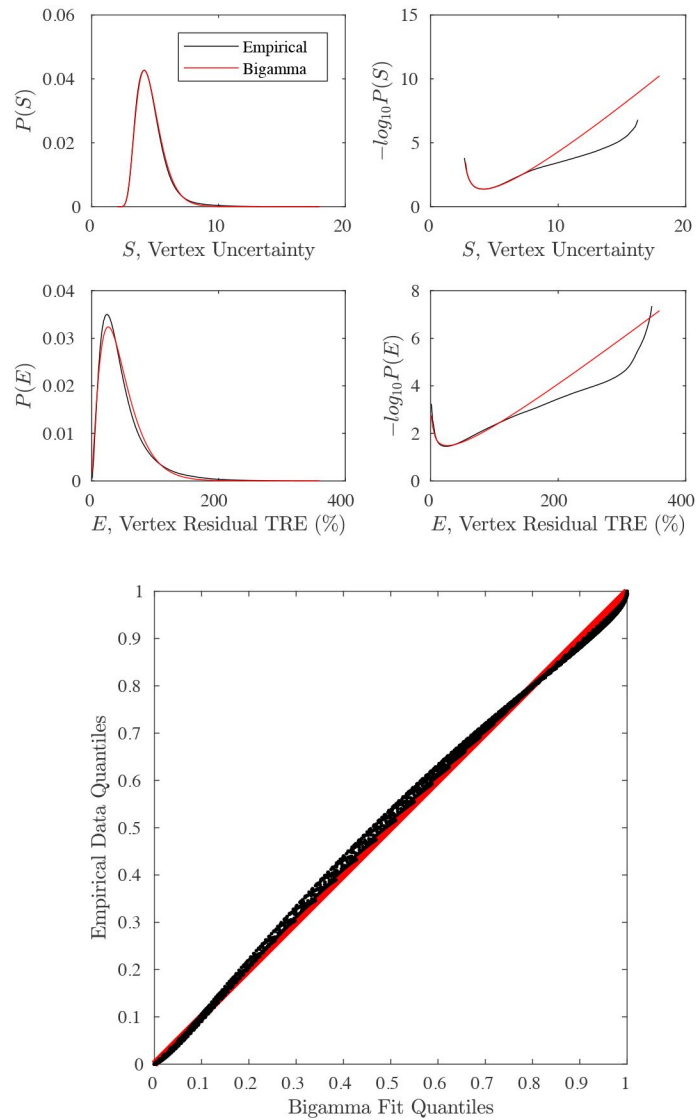 0.06
0.04
0.02
0
P(S)
Empirical
Bigamma
0 10 20
S, Vertex Uncertainty
15
10
5
0
-log10P(S)
0 10 20
S, Vertex Uncertainty
0.04
0.03
0.02
0.01
0
P(E)
0 200 400
E, Vertex Residual TRE (%)
8
6
4
2
0
-log10P(E)
0 200 400
E, Vertex Residual TRE (%)
1
0.9
0.8
0.7
0.6
0.5
0.4
0.3
0.2
0.1
0
Empirical Data Quantiles
0 0.1 0.2 0.3 0.4 0.5 0.6 0.7 0.8 0.9 1
Bigamma Fit Quantiles